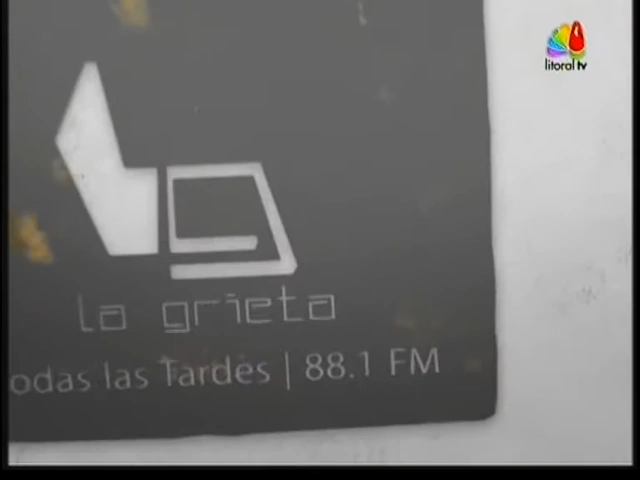 litoral tv
la grieta
odas las Tardes | 88.1 FM